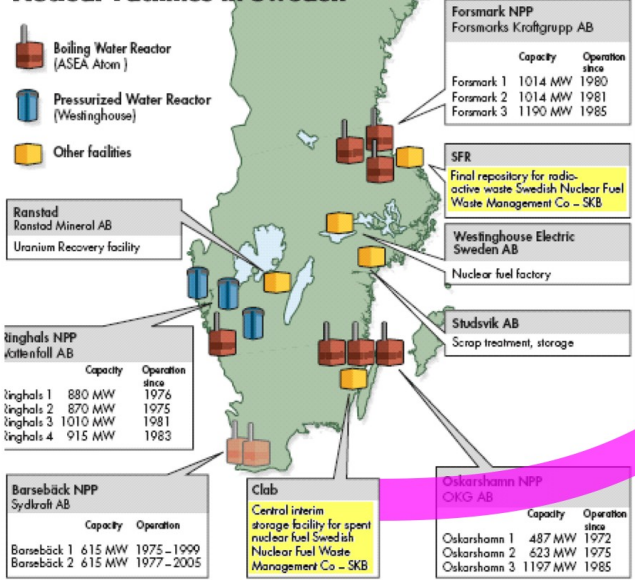 Nuclear Facilities in Sweden
Boiling Water Reactor
(ASEA Atom )
Pressurized Water Reactor
(Westinghouse)
Other facilities
Forsmark NPP
Forsmarks Kraftgrupp AB
Capacity Operation
since
Forsmark 1 1014 MW 1980
Forsmark 2 1014 MW 1981
Forsmark 3 1190 MW 1985
SFR
Final repository for radio-
active waste Swedish Nuclear Fuel
Waste Management Co – SKB
Ranstad
Ranstad Mineral AB
Uranium Recovery facility
Westinghouse Electric
Sweden AB
Nuclear fuel factory
Studsvik AB
Scrap treatment, storage
Ringhals NPP
Vattenfall AB
Capacity Operation
since
Ringhals 1 880 MW 1976
Ringhals 2 870 MW 1975
Ringhals 3 1010 MW 1981
Ringhals 4 915 MW 1983
Barsebäck NPP
Sydkraft AB
Capacity Operation
Barsebäck 1 615 MW 1975–1999
Barsebäck 2 615 MW 1977–2005
Clab
Central interim
storage facility for spent
nuclear fuel Swedish
Nuclear Fuel Waste
Management Co – SKB
Oskarshamn NPP
OKG AB
Capacity Operation
since
Oskarshamn 1 487 MW 1972
Oskarshamn 2 623 MW 1975
Oskarshamn 3 1197 MW 1985